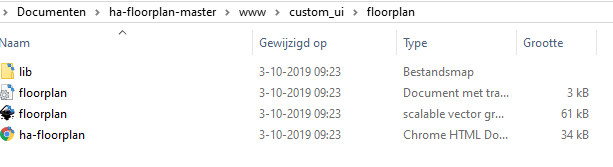 Documenten > ha-floorplan-master > www > custom_ui > floorplan
Naam Gewijzigd op Type Grootte
lib 3-10-2019 09:23 Bestandsmap
floorplan 3-10-2019 09:23 Document met tra... 3 kB
floorplan 3-10-2019 09:23 scalable vector gr... 61 kB
ha-floorplan 3-10-2019 09:23 Chrome HTML Do... 34 kB